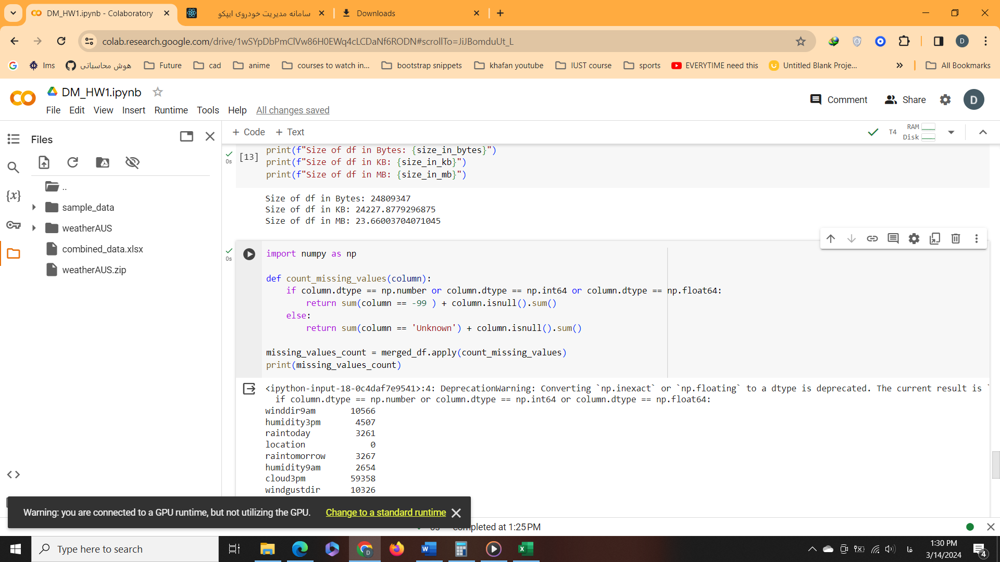 DM_HW1.ipynb - Colaboratory
سامانه مدیریت خودروی ایپکو
Downloads
colab.research.google.com/drive/1wSYpDbPmClVw86H0EWq4cLCDaNf6RODN#scrollTo=JiJBomduUt_L
D
lms
هوش محاسباتی
Future
cad
anime
courses to watch in...
bootstrap snippets
khafan youtube
IUST course
sports
EVERYTIME need this
Untitled Blank Proje...
All Bookmarks
DM_HW1.ipynb
File Edit View Insert Runtime Tools Help All changes saved
Comment
Share
D
Files
+ Code + Text
T4
RAM
Disk
..
sample_data
weatherAUS
combined_data.xlsx
weatherAUS.zip
0s
[13]
print(f"Size of df in Bytes: {size_in_bytes}")
print(f"Size of df in KB: {size_in_kb}")
print(f"Size of df in MB: {size_in_mb}")
Size of df in Bytes: 24809347
Size of df in KB: 24227.8779296875
Size of df in MB: 23.66003704071045
0s
import numpy as np
def count_missing_values(column):
if column.dtype == np.number or column.dtype == np.int64 or column.dtype == np.float64:
return sum(column == -99 ) + column.isnull().sum()
else:
return sum(column == 'Unknown') + column.isnull().sum()
missing_values_count = merged_df.apply(count_missing_values)
print(missing_values_count)
<ipython-input-18-0c4daf7e9541>:4: DeprecationWarning: Converting `np.inexact` or `np.floating` to a dtype is deprecated. The current result is `
if column.dtype == np.number or column.dtype == np.int64 or column.dtype == np.float64:
winddir9am 10566
humidity3pm 4507
raintoday 3261
location 0
raintomorrow 3267
humidity9am 2654
cloud3pm 59358
windgustdir 10326
Warning: you are connected to a GPU runtime, but not utilizing the GPU. Change to a standard runtime
completed at 1:25 PM
Type here to search
فا
1:30 PM
3/14/2024
4